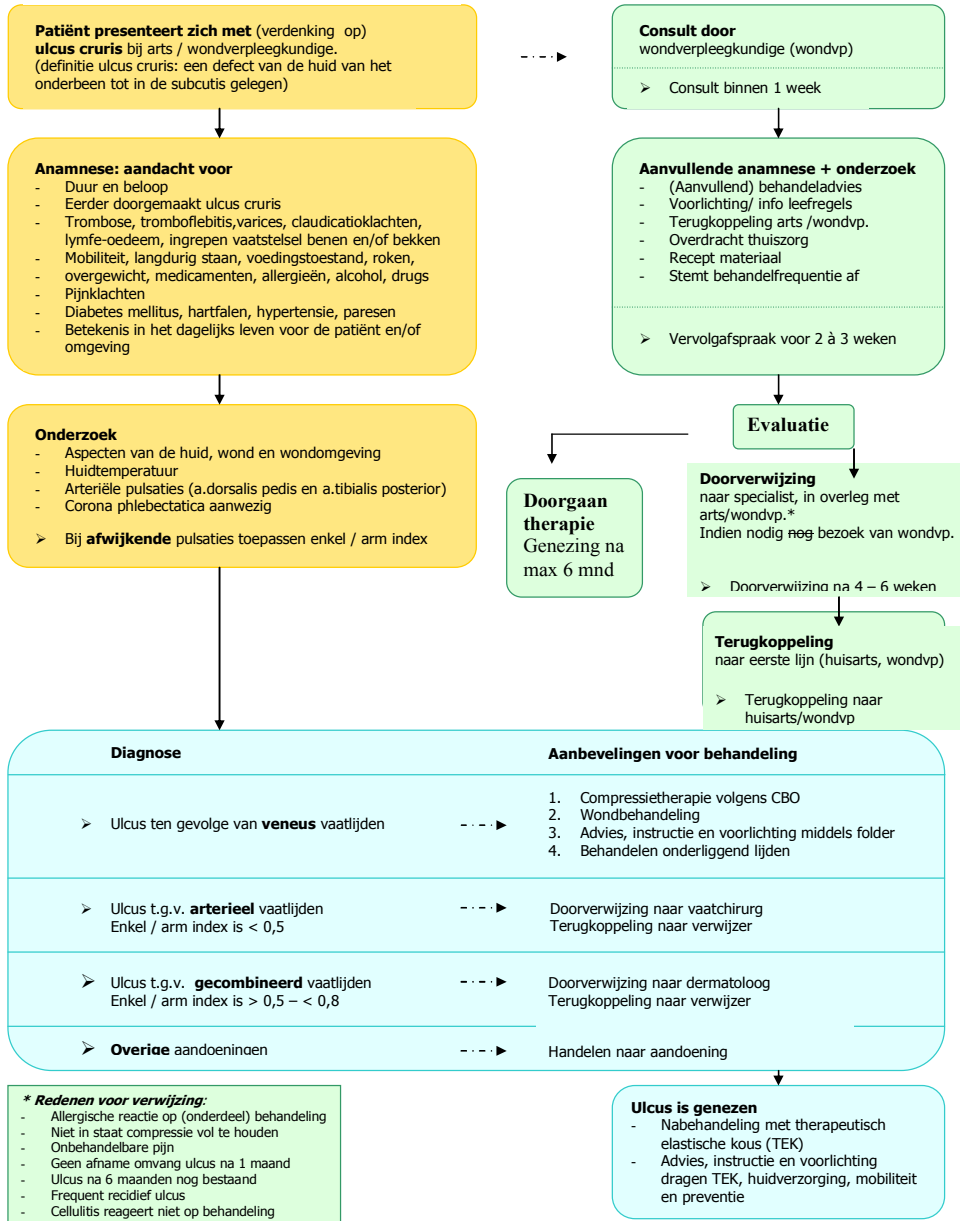 Patiënt presenteert zich met (verdenking op)
ulcus cruris bij arts / wondverpleegkundige.
(definitie ulcus cruris: een defect van de huid van het
onderbeen tot in de subcutis gelegen)
Consult door
wondverpleegkundige (wondvp)
➢ Consult binnen 1 week
Anamnese: aandacht voor
- Duur en beloop
- Eerder doorgemaakt ulcus cruris
- Trombose, tromboflebitis,varices, claudicatioklachten,
lymfe-oedeem, ingrepen vaatstelsel benen en/of bekken
- Mobiliteit, langdurig staan, voedingstoestand, roken,
- overgewicht, medicamenten, allergieën, alcohol, drugs
- Pijnklachten
- Diabetes mellitus, hartfalen, hypertensie, paresen
- Betekenis in het dagelijks leven voor de patiënt en/of
omgeving
Aanvullende anamnese + onderzoek
- (Aanvullend) behandeladvies
- Voorlichting/ info leefregels
- Terugkoppeling arts /wondvp.
- Overdracht thuiszorg
- Recept materiaal
- Stemt behandelfrequentie af
➢ Vervolgafspraak voor 2 à 3 weken
Onderzoek
- Aspecten van de huid, wond en wondomgeving
- Huidtemperatuur
- Arteriële pulsaties (a.dorsalis pedis en a.tibialis posterior)
- Corona phlebectatica aanwezig
➢ Bij afwijkende pulsaties toepassen enkel / arm index
Evaluatie
Doorgaan
therapie
Genezing na
max 6 mnd
Doorverwijzing
naar specialist, in overleg met
arts/wondvp.*
Indien nodig nog bezoek van wondvp.
➢ Doorverwijzing na 4 – 6 weken
Terugkoppeling
naar eerste lijn (huisarts, wondvp)
➢ Terugkoppeling naar
huisarts/wondvp
Diagnose
Aanbevelingen voor behandeling
➢ Ulcus ten gevolge van veneus vaatlijden
1. Compressietherapie volgens CBO
2. Wondbehandeling
3. Advies, instructie en voorlichting middels folder
4. Behandelen onderliggend lijden
➢ Ulcus t.g.v. arterieel vaatlijden
Enkel / arm index is < 0,5
Doorverwijzing naar vaatchirurg
Terugkoppeling naar verwijzer
➢ Ulcus t.g.v. gecombineerd vaatlijden
Enkel / arm index is > 0,5 – < 0,8
Doorverwijzing naar dermatoloog
Terugkoppeling naar verwijzer
➢ Overige aandoeningen
Handelen naar aandoening
* Redenen voor verwijzing:
- Allergische reactie op (onderdeel) behandeling
- Niet in staat compressie vol te houden
- Onbehandelbare pijn
- Geen afname omvang ulcus na 1 maand
- Ulcus na 6 maanden nog bestaand
- Frequent recidief ulcus
- Cellulitis reageert niet op behandeling
Ulcus is genezen
- Nabehandeling met therapeutisch
elastische kous (TEK)
- Advies, instructie en voorlichting
dragen TEK, huidverzorging, mobiliteit
en preventie